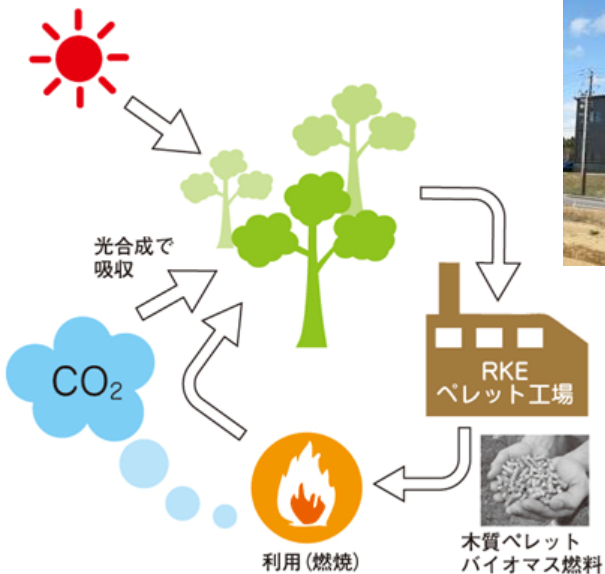 光合成で
吸収
CO₂
RKE
ペレット工場
利用(燃焼)
木質ペレット
バイオマス燃料